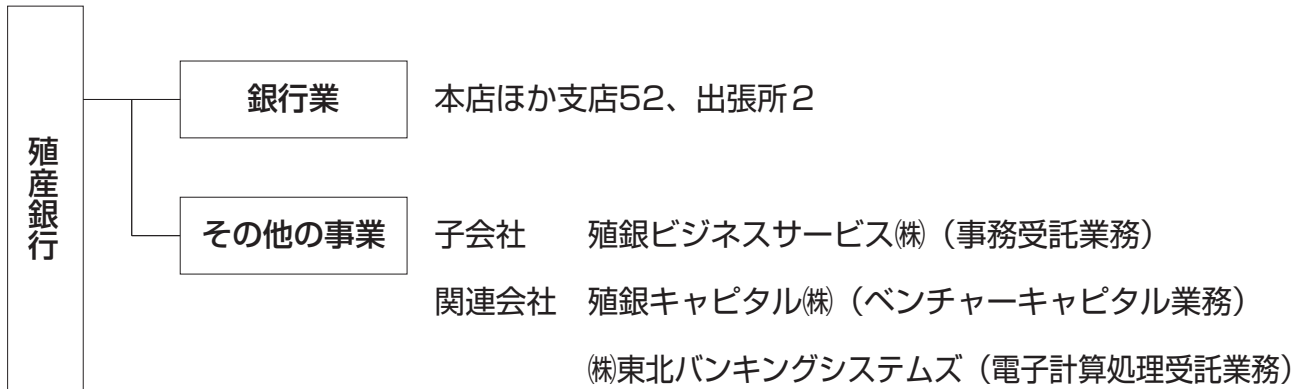 殖産銀行
銀行業 本店ほか支店52、出張所2
その他の事業 子会社 殖銀ビジネスサービス㈱（事務受託業務）
関連会社 殖銀キャピタル㈱（ベンチャーキャピタル業務）
㈱東北バンキングシステムズ（電子計算処理受託業務）